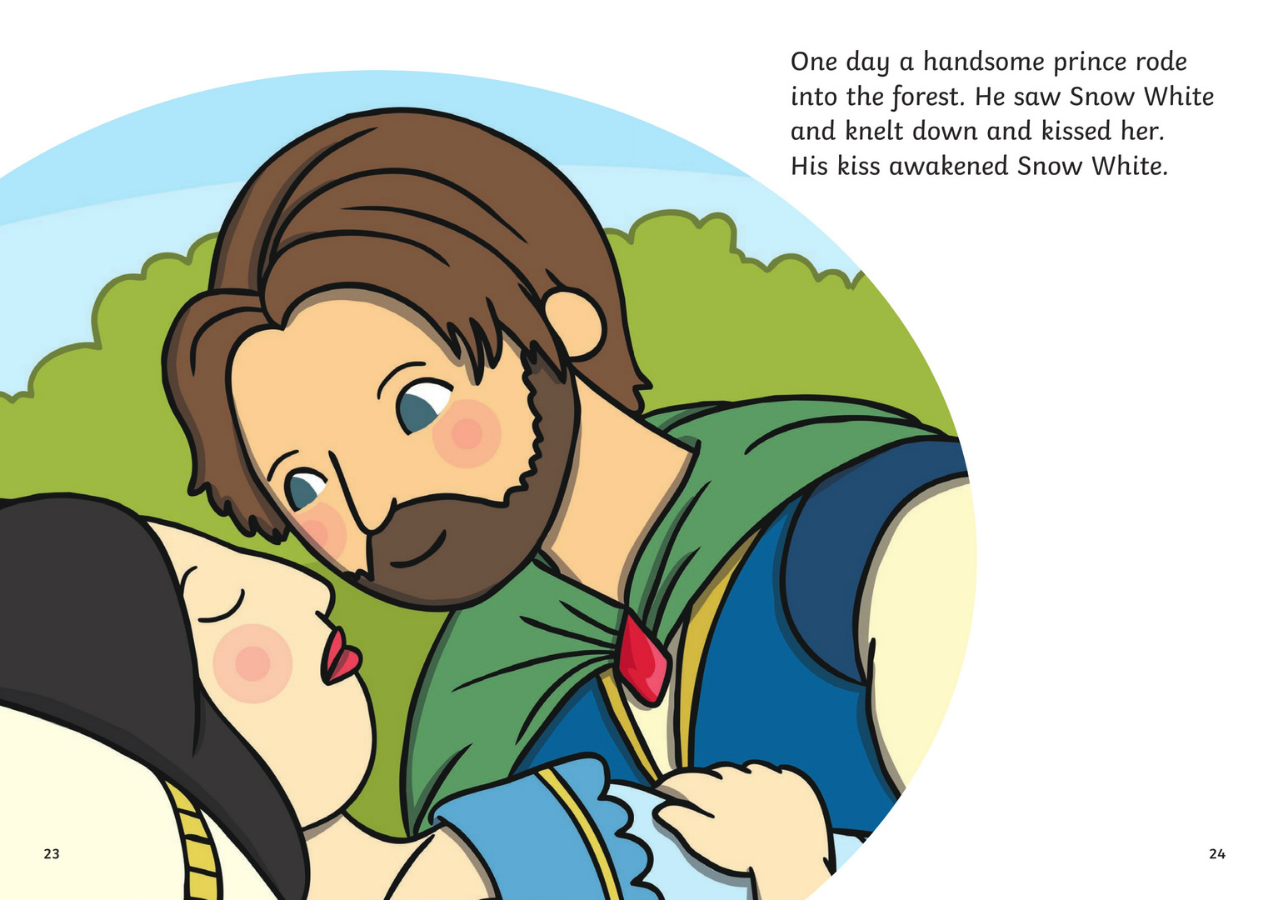 One day a handsome prince rode
into the forest. He saw Snow White
and knelt down and kissed her.
His kiss awakened Snow White.
23
24